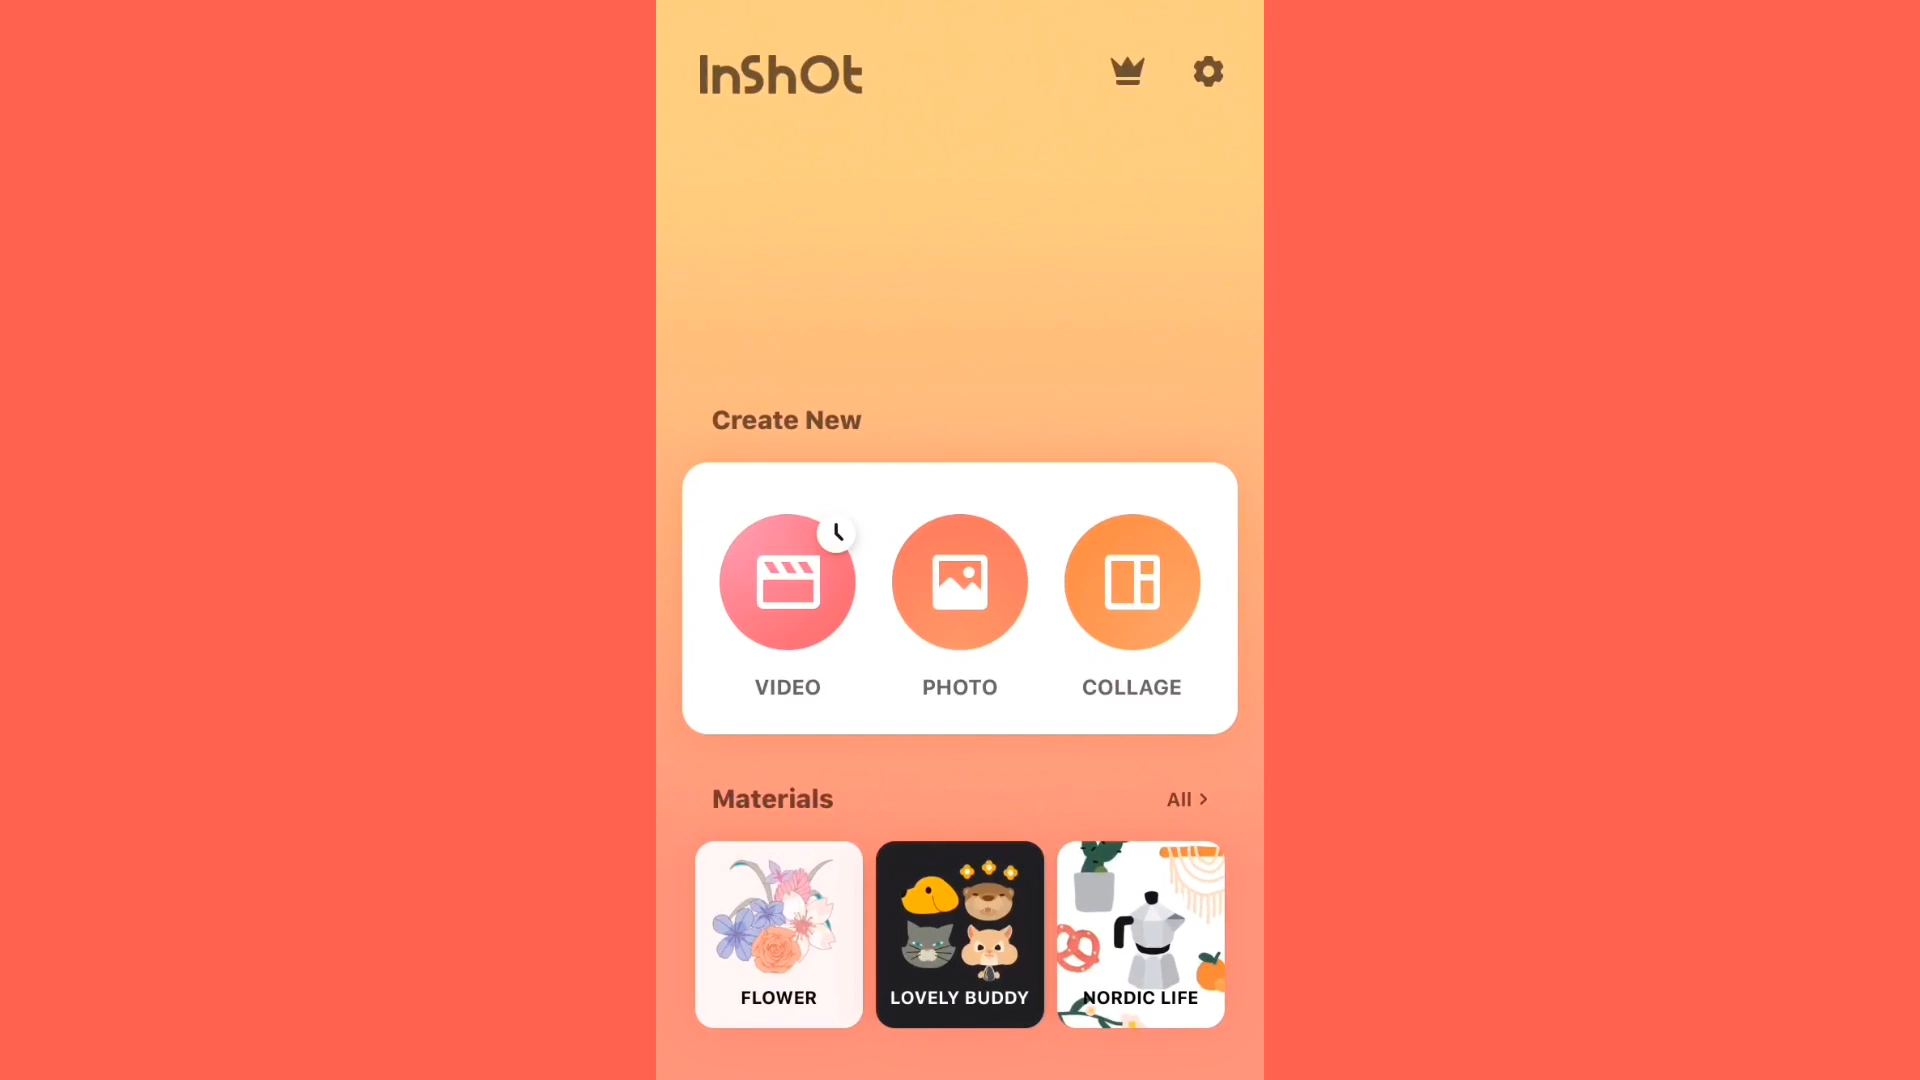 InShOt
Create New
VIDEO
PHOTO
COLLAGE
Materials
All >
FLOWER
LOVELY BUDDY
NORDIC LIFE